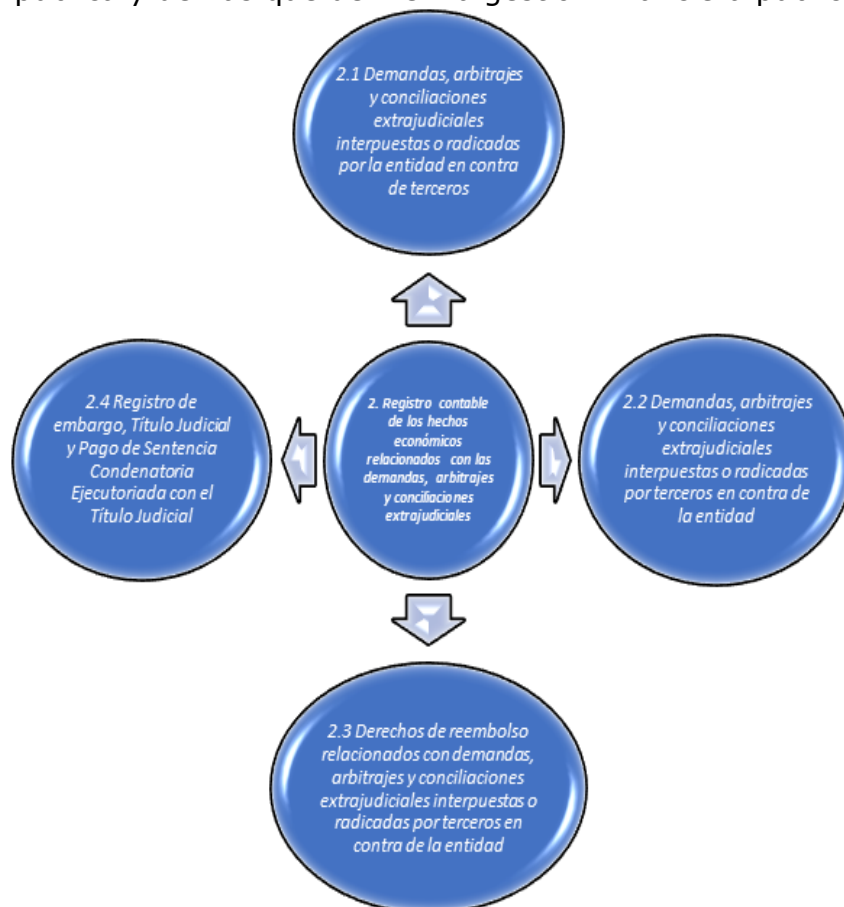 2.1 Demandas, arbitrajes
y conciliaciones
extrajudiciales
interpuestas o radicadas
por la entidad en contra
de terceros
2.4 Registro de
embargo, Título Judicial
y Pago de Sentencia
Condenatoria
Ejecutoriada con el
Título Judicial
2. Registro contable
de los hechos
económicos
relacionados con las
demandas, arbitrajes
y conciliaciones
extrajudiciales
2.2 Demandas, arbitrajes
y conciliaciones
extrajudiciales
interpuestas o radicadas
por terceros en contra de
la entidad
2.3 Derechos de reembolso
relacionados con demandas,
arbitrajes y conciliaciones
extrajudiciales interpuestas o
radicadas por terceros en
contra de la entidad